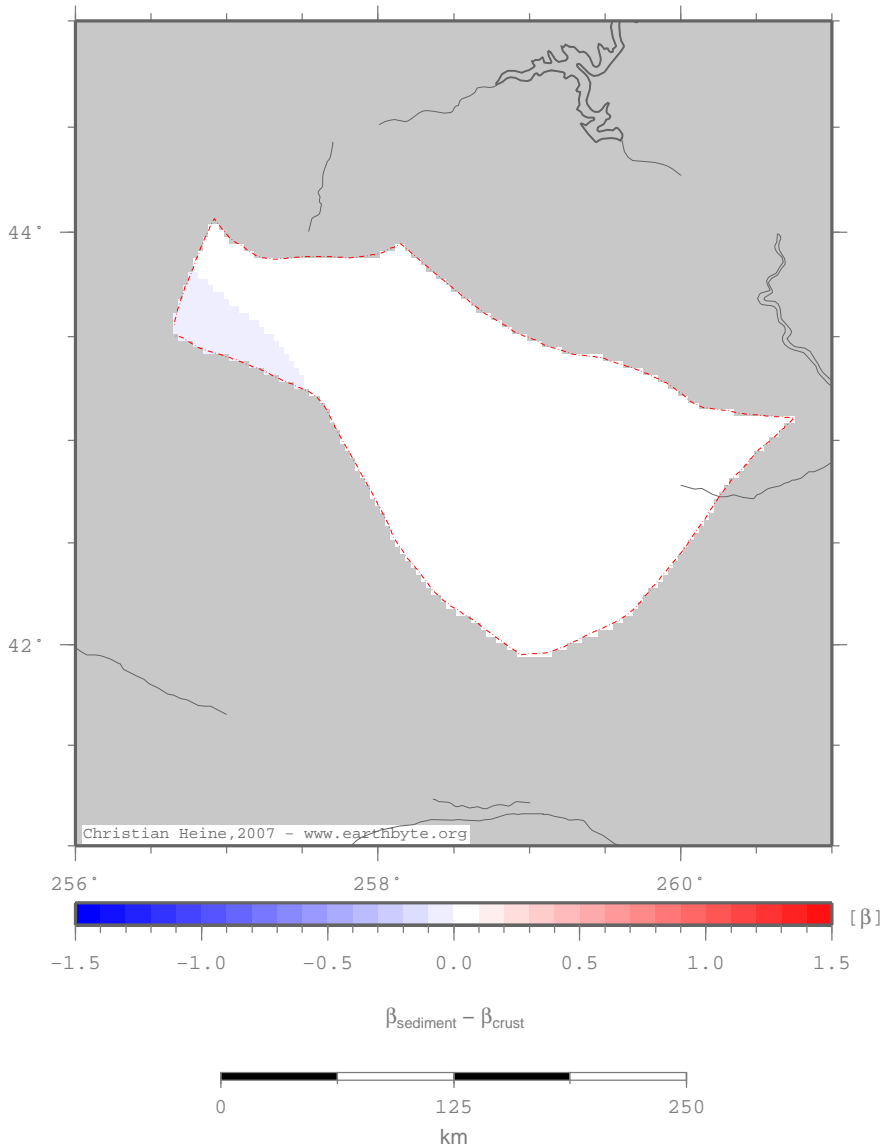 44°
42°
Christian Heine,2007 - www.earthbyte.org
256° 258° 260°
[β]
-1.5 -1.0 -0.5 0.0 0.5 1.0 1.5
βsediment − βcrust
0 125 250
km